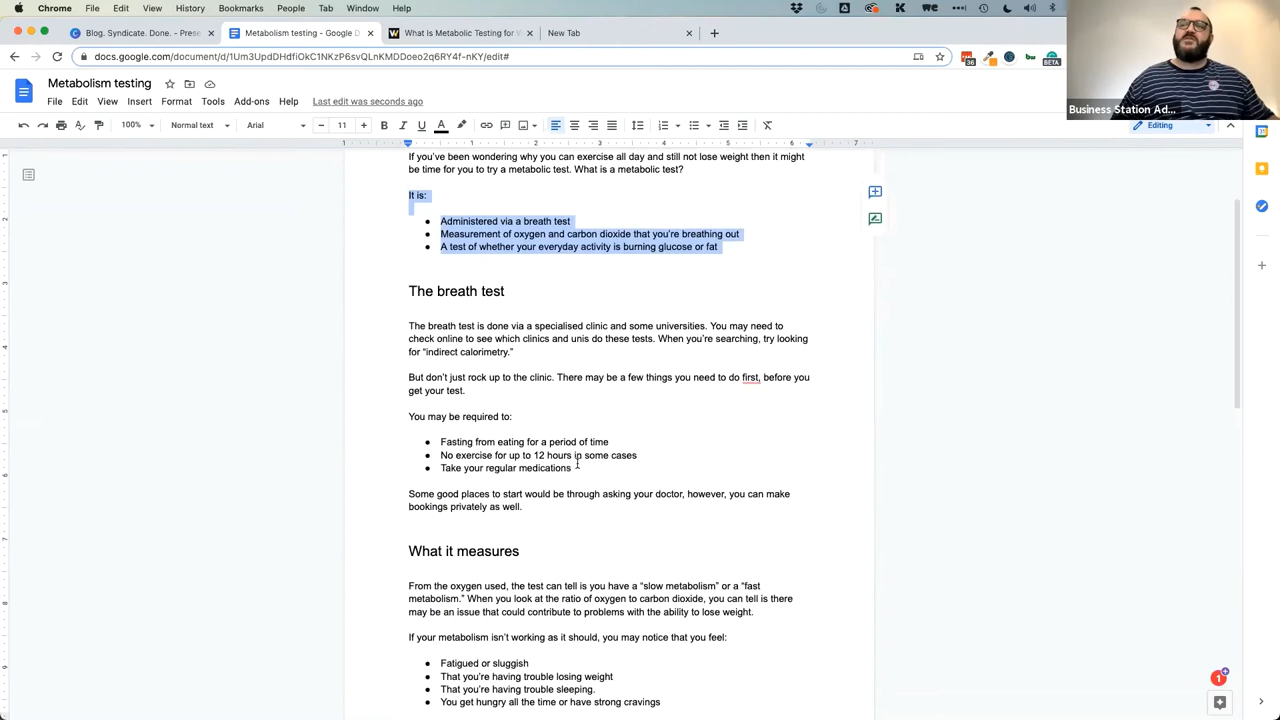 Chrome File Edit View History Bookmarks People Tab Window Help
Blog. Syndicate. Done. - Prese
Metabolism testing - Google D
What Is Metabolic Testing for V
New Tab
docs.google.com/document/d/1Um3UpdDHdfiOkC1NKzP6svQLnKMDDoeo2q6RY4f-nKY/edit#
36
BETA
Metabolism testing
File Edit View Insert Format Tools Add-ons Help Last edit was seconds ago
Business Station Ad...
100% Normal text Arial 11 Editing
If you've been wondering why you can exercise all day and still not lose weight then it might
be time for you to try a metabolic test. What is a metabolic test?
It is:
● Administered via a breath test
● Measurement of oxygen and carbon dioxide that you're breathing out
● A test of whether your everyday activity is burning glucose or fat
The breath test
The breath test is done via a specialised clinic and some universities. You may need to
check online to see which clinics and unis do these tests. When you're searching, try looking
for “indirect calorimetry.”
But don't just rock up to the clinic. There may be a few things you need to do first, before you
get your test.
You may be required to:
● Fasting from eating for a period of time
● No exercise for up to 12 hours in some cases
● Take your regular medications
Some good places to start would be through asking your doctor, however, you can make
bookings privately as well.
What it measures
From the oxygen used, the test can tell is you have a “slow metabolism” or a “fast
metabolism.” When you look at the ratio of oxygen to carbon dioxide, you can tell is there
may be an issue that could contribute to problems with the ability to lose weight.
If your metabolism isn't working as it should, you may notice that you feel:
● Fatigued or sluggish
● That you're having trouble losing weight
● That you're having trouble sleeping.
● You get hungry all the time or have strong cravings
1